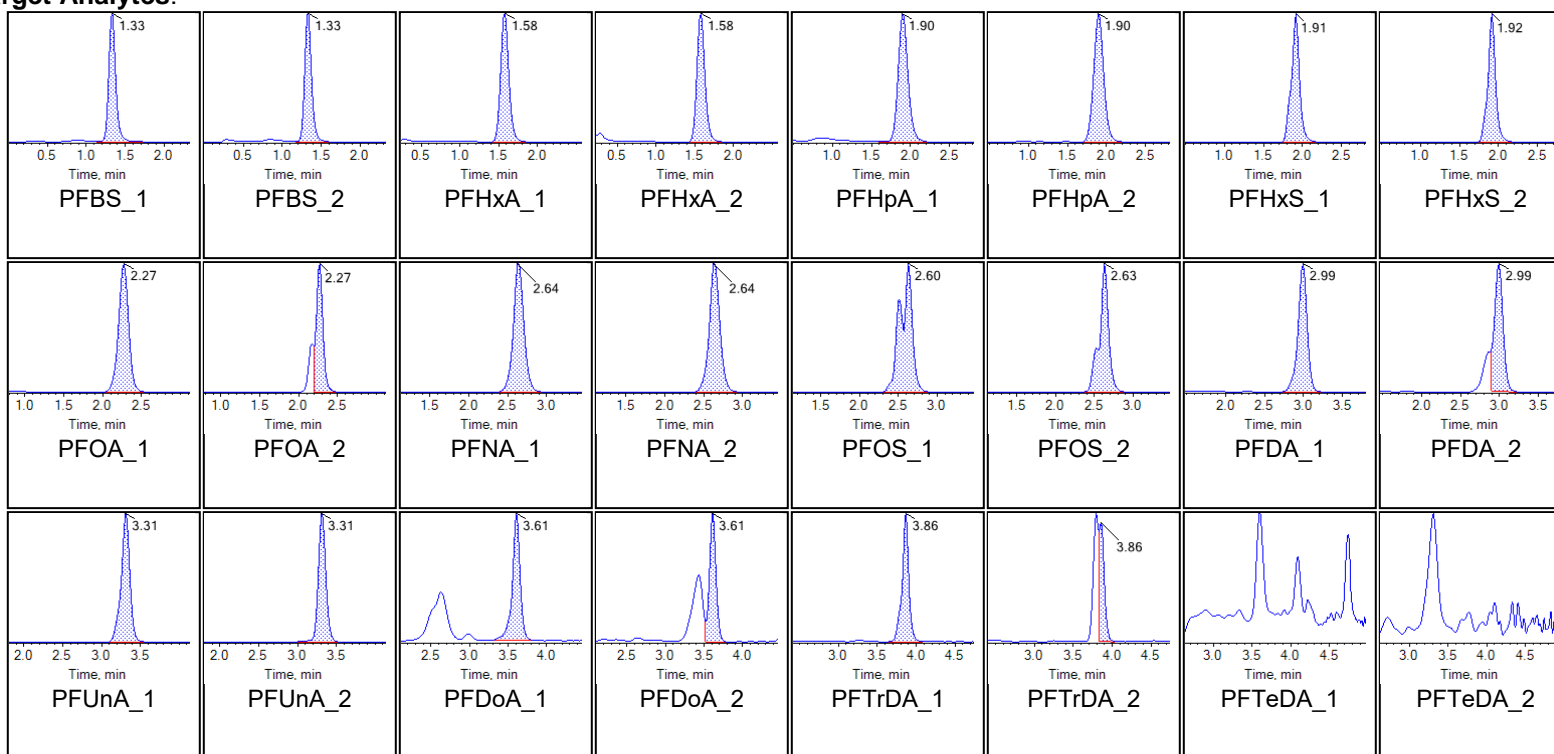 rget Analytes:
1.33 1.33 1.58 1.58 1.90 1.90 1.91 1.92
0.5 1.0 1.5 2.0 0.5 1.0 1.5 2.0 0.5 1.0 1.5 2.0 0.5 1.0 1.5 2.0 1.0 1.5 2.0 2.5 1.0 1.5 2.0 2.5 1.0 1.5 2.0 2.5 1.0 1.5 2.0 2.5
Time, min Time, min Time, min Time, min Time, min Time, min Time, min Time, min
PFBS_1 PFBS_2 PFHxA_1 PFHxA_2 PFHpA_1 PFHpA_2 PFHxS_1 PFHxS_2
2.27 2.27 2.64 2.64 2.60 2.63 2.99 2.99
1.0 1.5 2.0 2.5 1.0 1.5 2.0 2.5 1.5 2.0 2.5 3.0 1.5 2.0 2.5 3.0 1.5 2.0 2.5 3.0 1.5 2.0 2.5 3.0 2.0 2.5 3.0 3.5 2.0 2.5 3.0 3.5
Time, min Time, min Time, min Time, min Time, min Time, min Time, min Time, min
PFOA_1 PFOA_2 PFNA_1 PFNA_2 PFOS_1 PFOS_2 PFDA_1 PFDA_2
3.31 3.31 3.61 3.61 3.86 3.86
2.0 2.5 3.0 3.5 2.0 2.5 3.0 3.5 2.5 3.0 3.5 4.0 2.5 3.0 3.5 4.0 3.0 3.5 4.0 4.5 3.0 3.5 4.0 4.5 3.0 3.5 4.0 4.5 3.0 3.5 4.0 4.5
Time, min Time, min Time, min Time, min Time, min Time, min Time, min Time, min
PFUnA_1 PFUnA_2 PFDoA_1 PFDoA_2 PFTrDA_1 PFTrDA_2 PFTeDA_1 PFTeDA_2